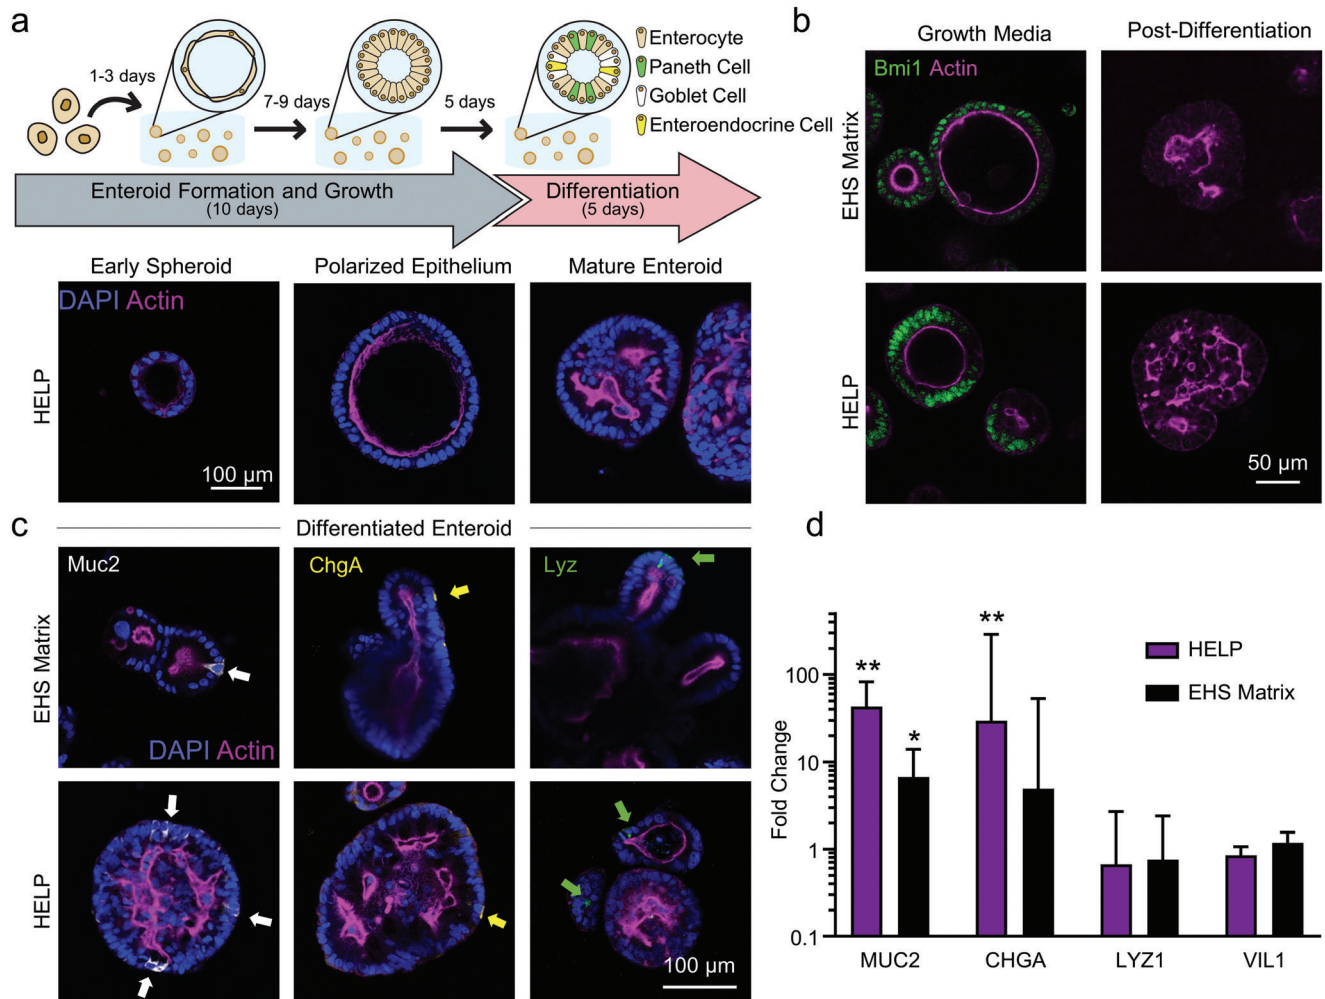 a
1-3 days
7-9 days
5 days
Enterocyte
Paneth Cell
Goblet Cell
Enteroendocrine Cell
Enteroid Formation and Growth
(10 days)
Differentiation
(5 days)
Early Spheroid
Polarized Epithelium
Mature Enteroid
DAPI Actin
HELP
100 µm
b
Growth Media
Post-Differentiation
Bmi1 Actin
EHS Matrix
HELP
50 µm
c
Differentiated Enteroid
Muc2
ChgA
Lyz
EHS Matrix
DAPI Actin
HELP
100 µm
d
**
*
**
HELP
EHS Matrix
Fold Change
100
10
1
0.1
MUC2
CHGA
LYZ1
VIL1